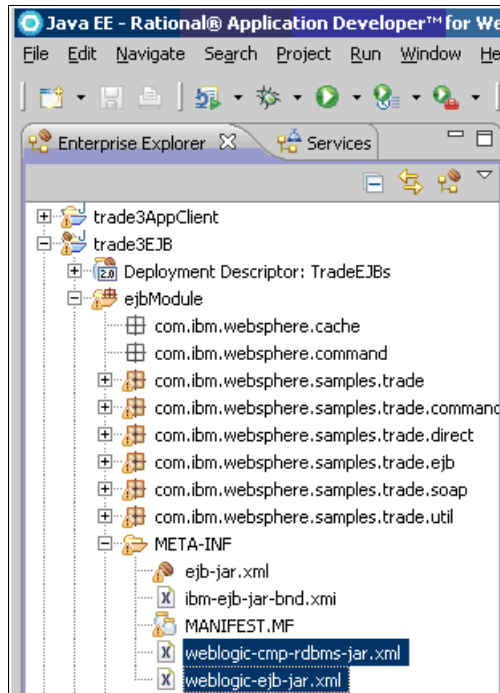 Java EE - Rational® Application Developer™ for We
File Edit Navigate Search Project Run Window He
Enterprise Explorer Services
trade3AppClient
trade3EJB
2.0 Deployment Descriptor: TradeEJBs
ejbModule
com.ibm.websphere.cache
com.ibm.websphere.command
com.ibm.websphere.samples.trade
com.ibm.websphere.samples.trade.command
com.ibm.websphere.samples.trade.direct
com.ibm.websphere.samples.trade.ejb
com.ibm.websphere.samples.trade.soap
com.ibm.websphere.samples.trade.util
META-INF
ejb-jar.xml
ibm-ejb-jar-bnd.xmi
MANIFEST.MF
weblogic-cmp-rdbms-jar.xml
weblogic-ejb-jar.xml